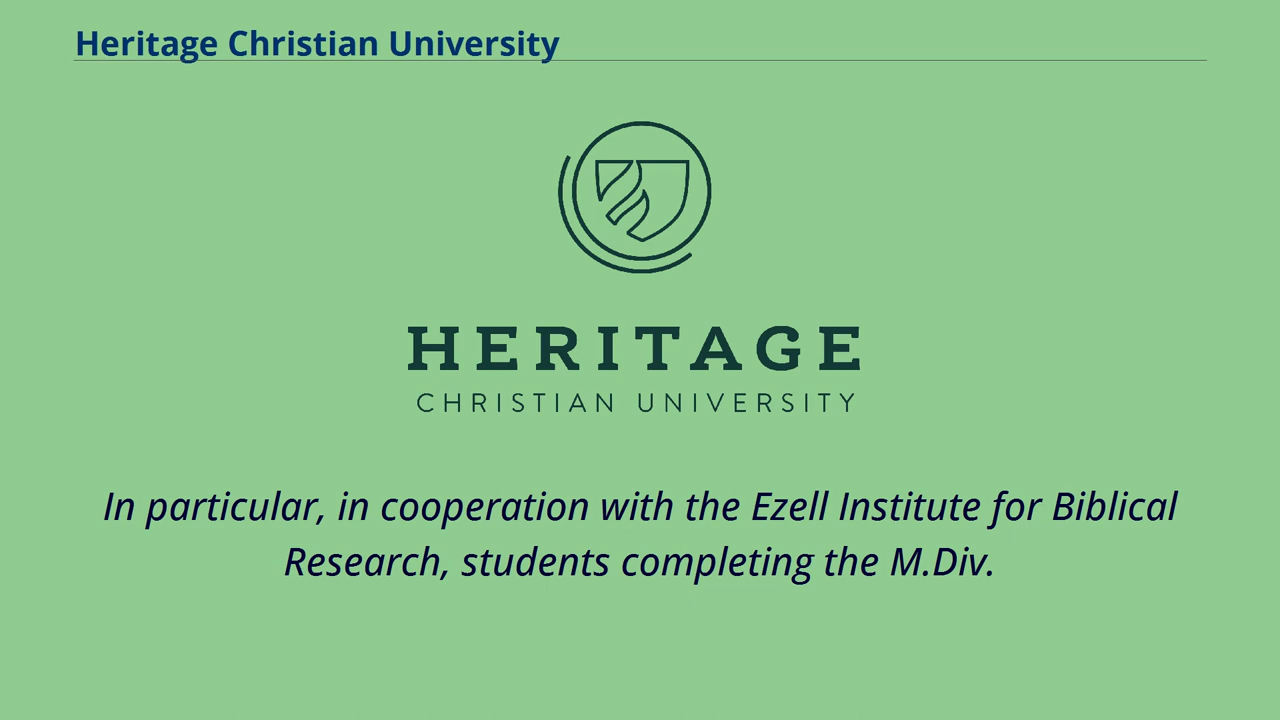 Heritage Christian University
HERITAGE
CHRISTIAN UNIVERSITY
In particular, in cooperation with the Ezell Institute for Biblical
Research, students completing the M.Div.